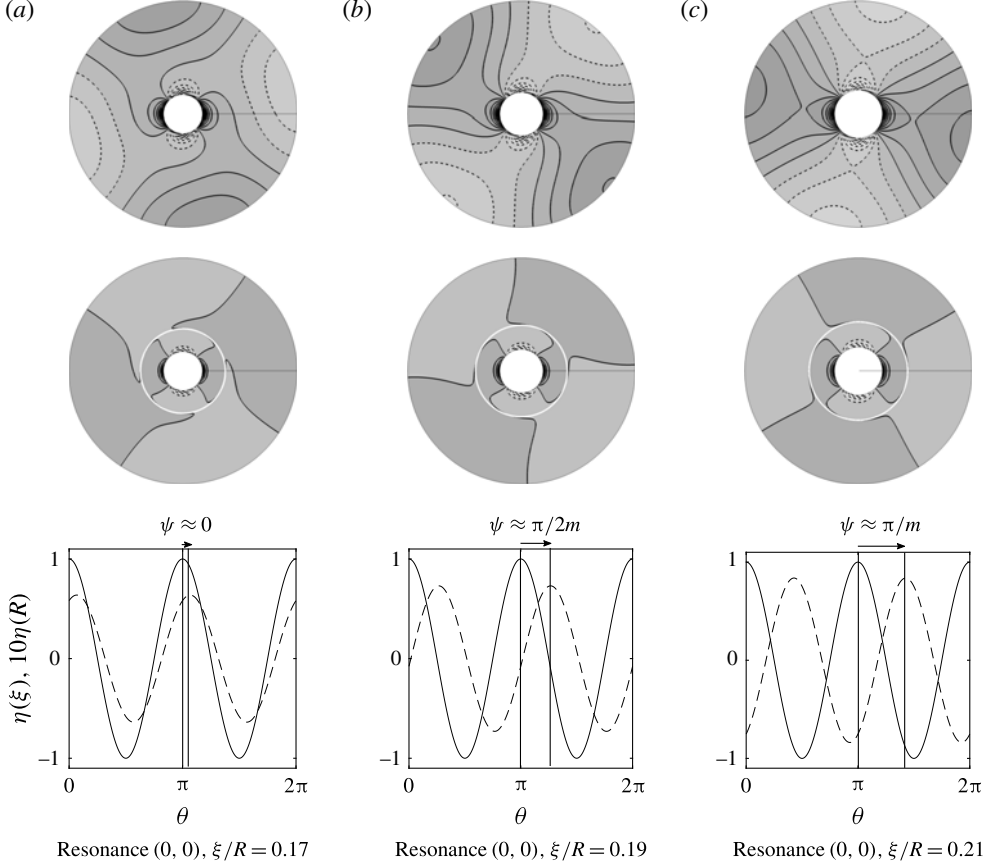 (a) (b) (c)
ψ ≈ 0 ψ ≈ π/2m ψ ≈ π/m
η(ξ), 10η(R)
1 1 1
0 0 0
−1 −1 −1
0 π 2π 0 π 2π 0 π 2π
θ θ θ
Resonance (0, 0), ξ/R = 0.17 Resonance (0, 0), ξ/R = 0.19 Resonance (0, 0), ξ/R = 0.21